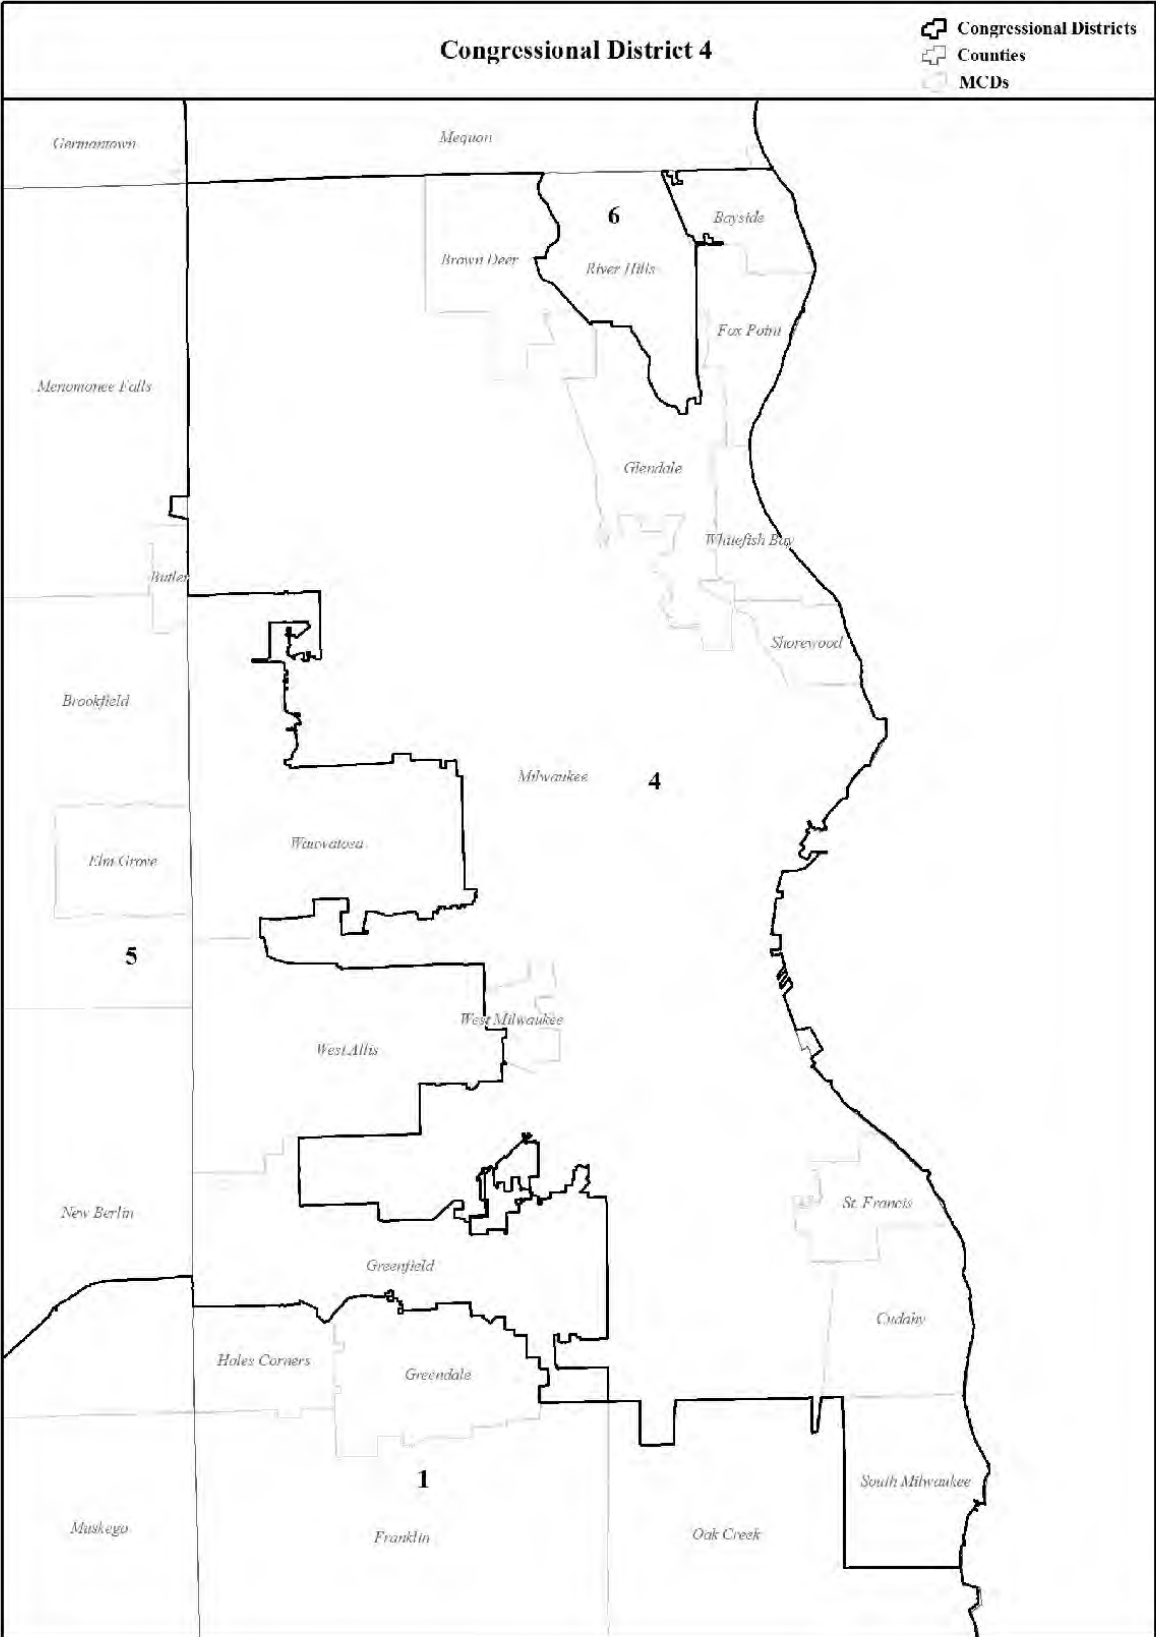 Congressional District 4
Congressional Districts
Counties
MCDs
Germantown
Mequon
6
Bayside
Brown Deer
River Hills
Fox Point
Menomonee Falls
Glendale
Whitefish Bay
Butler
Shorewood
Brookfield
Milwaukee
4
Wauwatosa
Elm Grove
5
West Milwaukee
West Allis
St. Francis
New Berlin
Greenfield
Cudahy
Hales Corners
Greendale
1
South Milwaukee
Muskego
Franklin
Oak Creek